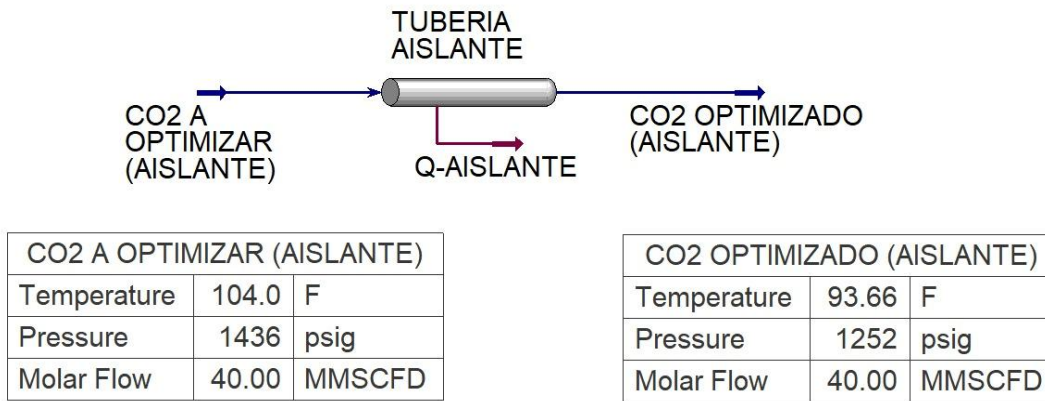 TUBERIA
AISLANTE
CO2 A
OPTIMIZAR
(AISLANTE)
Q-AISLANTE
CO2 OPTIMIZADO
(AISLANTE)
CO2 A OPTIMIZAR (AISLANTE)
Temperature 104.0 F
Pressure 1436 psig
Molar Flow 40.00 MMSCFD
CO2 OPTIMIZADO (AISLANTE)
Temperature 93.66 F
Pressure 1252 psig
Molar Flow 40.00 MMSCFD